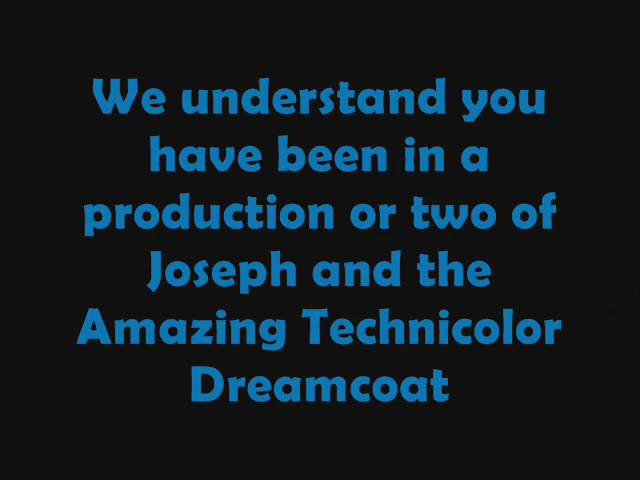 We understand you
have been in a
production or two of
Joseph and the
Amazing Technicolor
Dreamcoat